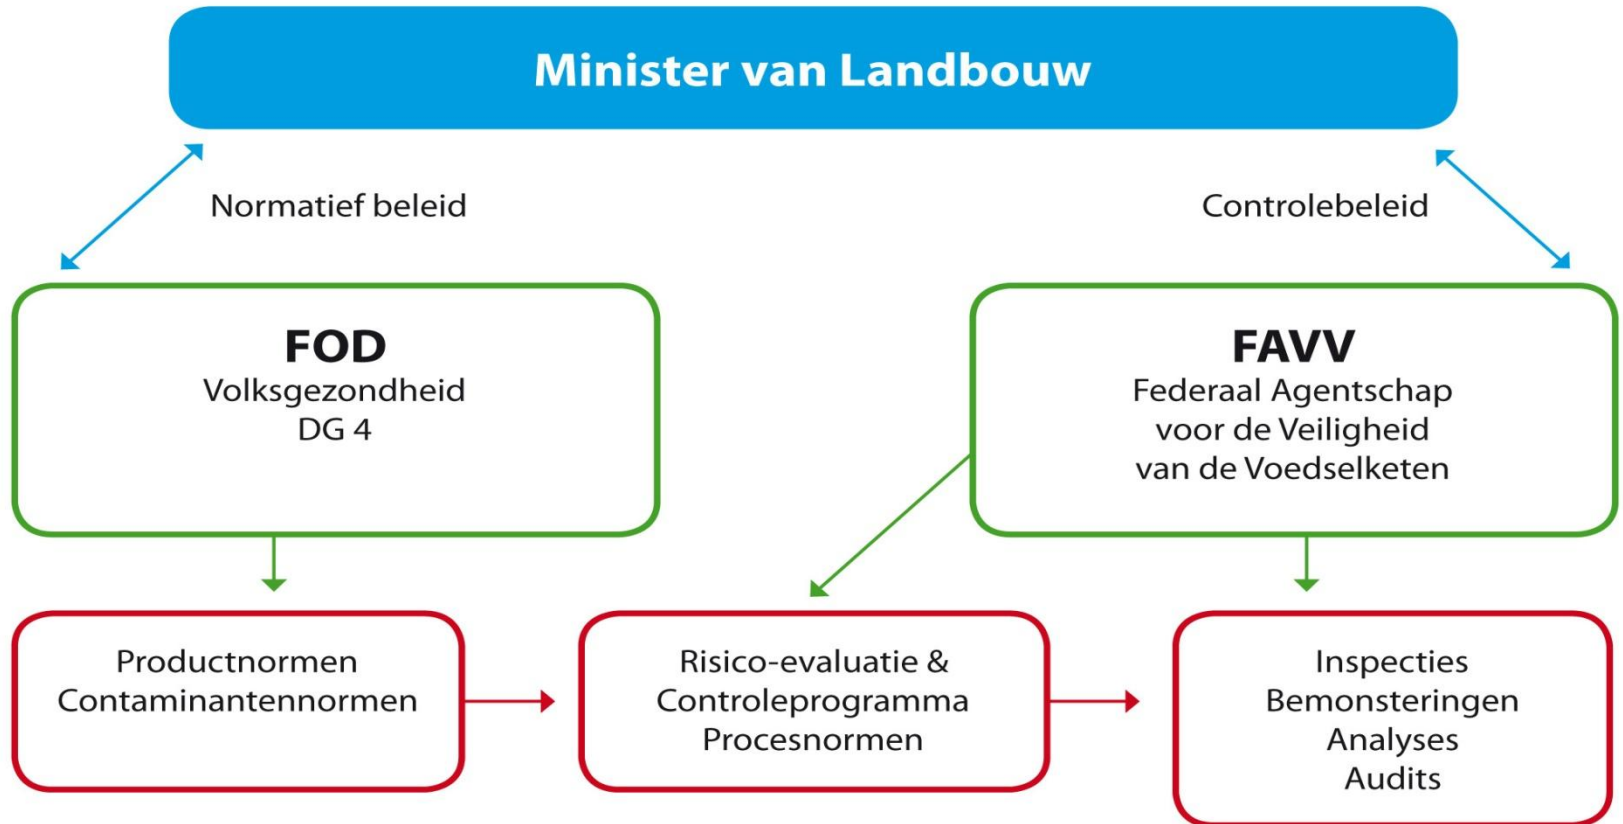 Minister van Landbouw
Normatief beleid
Controlebeleid
FOD
Volksgezondheid
DG 4
FAVV
Federaal Agentschap
voor de Veiligheid
van de Voedselketen
Productnormen
Contaminantennormen
Risico-evaluatie &
Controleprogramma
Procesnormen
Inspecties
Bemonsteringen
Analyses
Audits